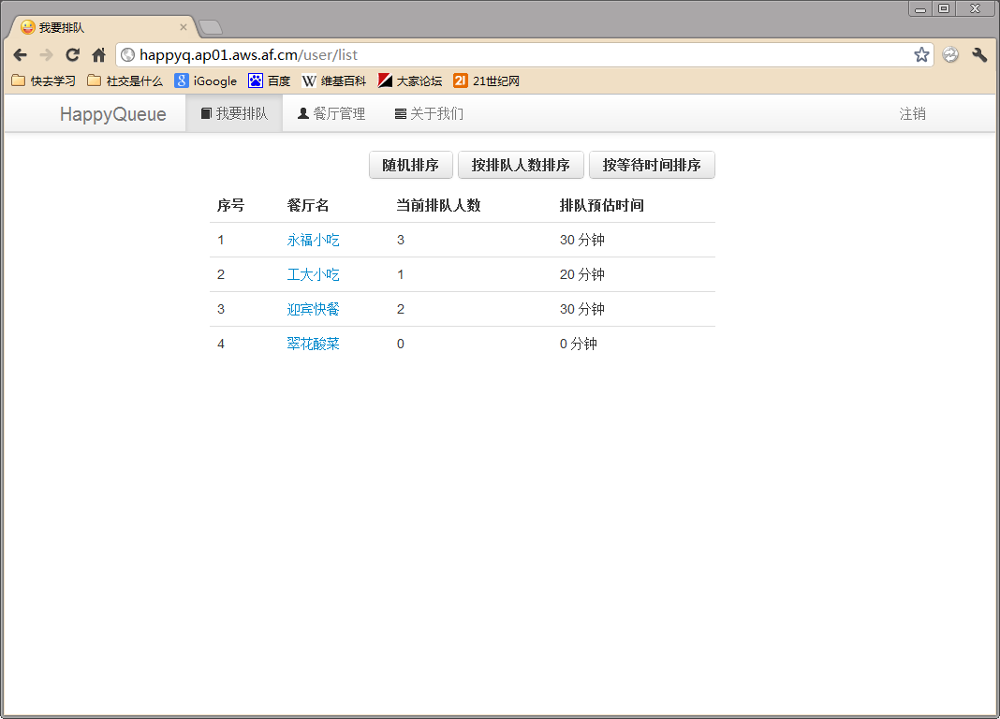 我要排队
happyq.ap01.aws.af.cm/user/list
快去学习 社交是什么 8 iGoogle 百度 W 维基百科 大家论坛 21 21世纪网
HappyQueue 我要排队 餐厅管理 关于我们 注销
随机排序 按排队人数排序 按等待时间排序
序号 餐厅名 当前排队人数 排队预估时间
1 永福小吃 3 30 分钟
2 工大小吃 1 20 分钟
3 迎宾快餐 2 30 分钟
4 翠花酸菜 0 0 分钟